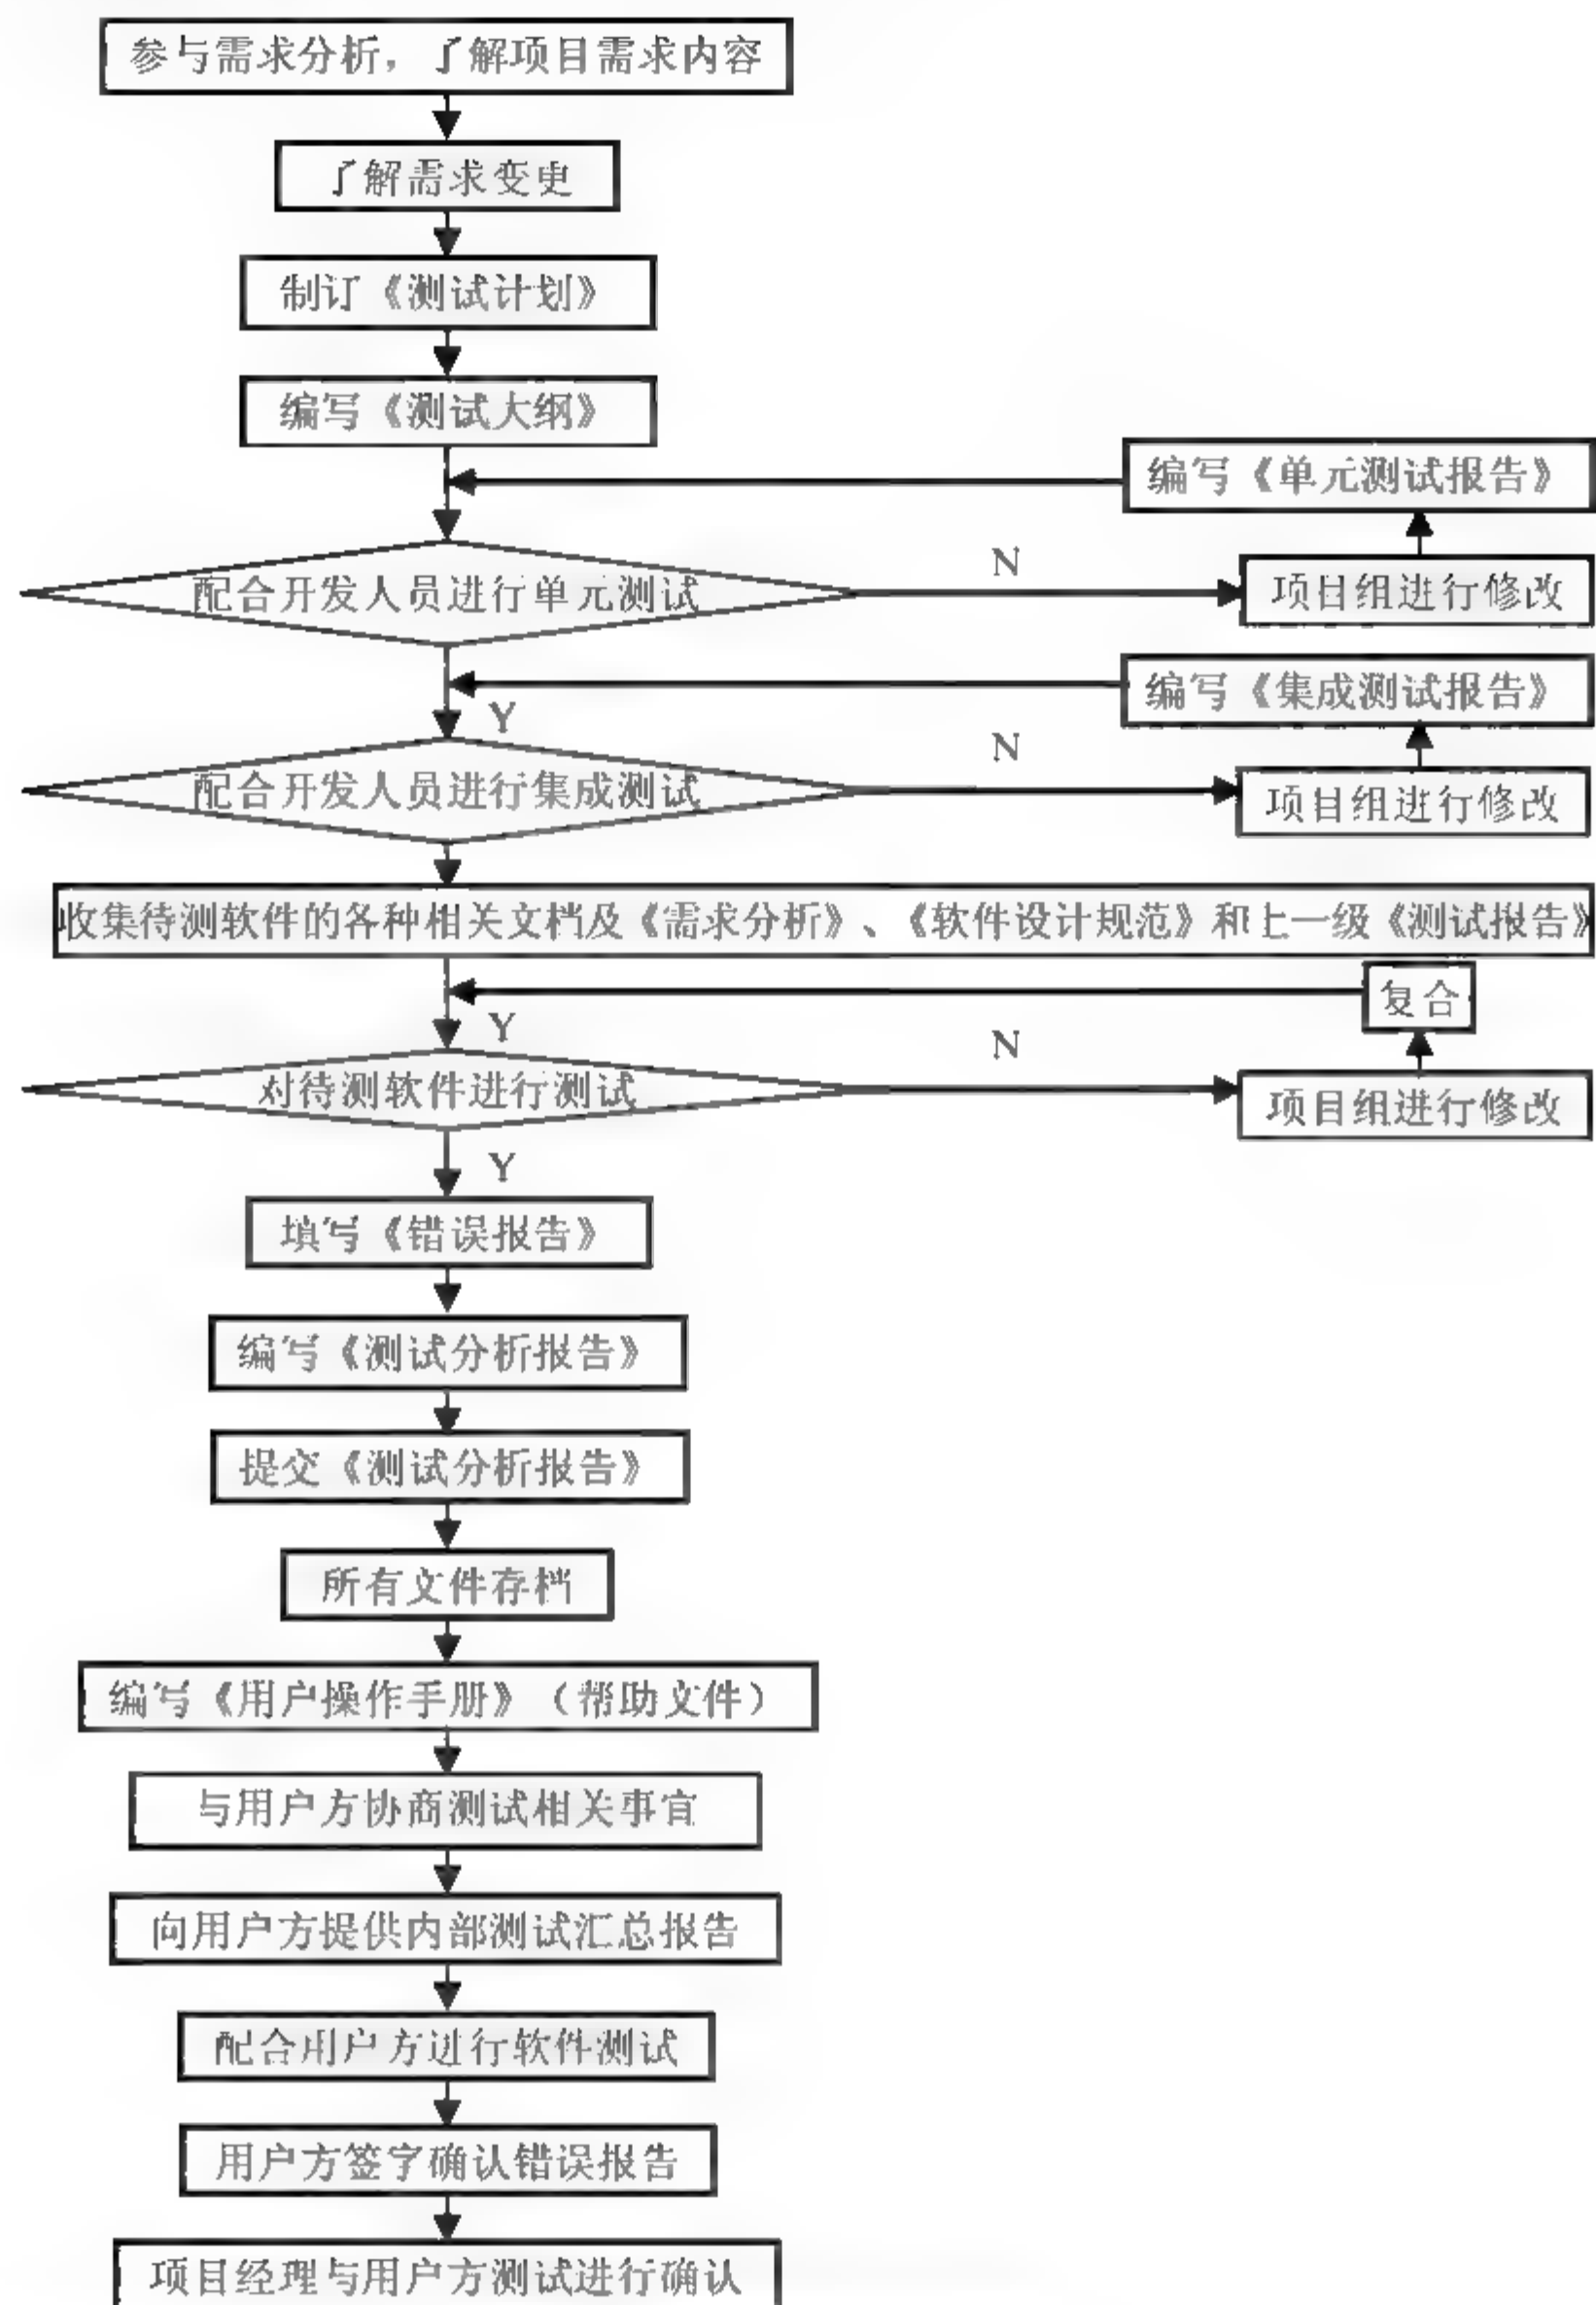 参与需求分析，了解项目需求内容
了解需求变更
制订《测试计划》
编写《测试大纲》
编写《单元测试报告》
配合开发人员进行单元测试
N
项目组进行修改
编写《集成测试报告》
Y
N
配合开发人员进行集成测试
项目组进行修改
收集待测软件的各种相关文档及《需求分析》、《软件设计规范》和上一级《测试报告》
复合
Y
N
对待测软件进行测试
项目组进行修改
Y
填写《错误报告》
编写《测试分析报告》
提交《测试分析报告》
所有文件存档
编写《用户操作手册》（帮助文件）
与用户方协商测试相关事宜
向用户方提供内部测试汇总报告
配合用户方进行软件测试
用户方签字确认错误报告
项目经理与用户方测试进行确认